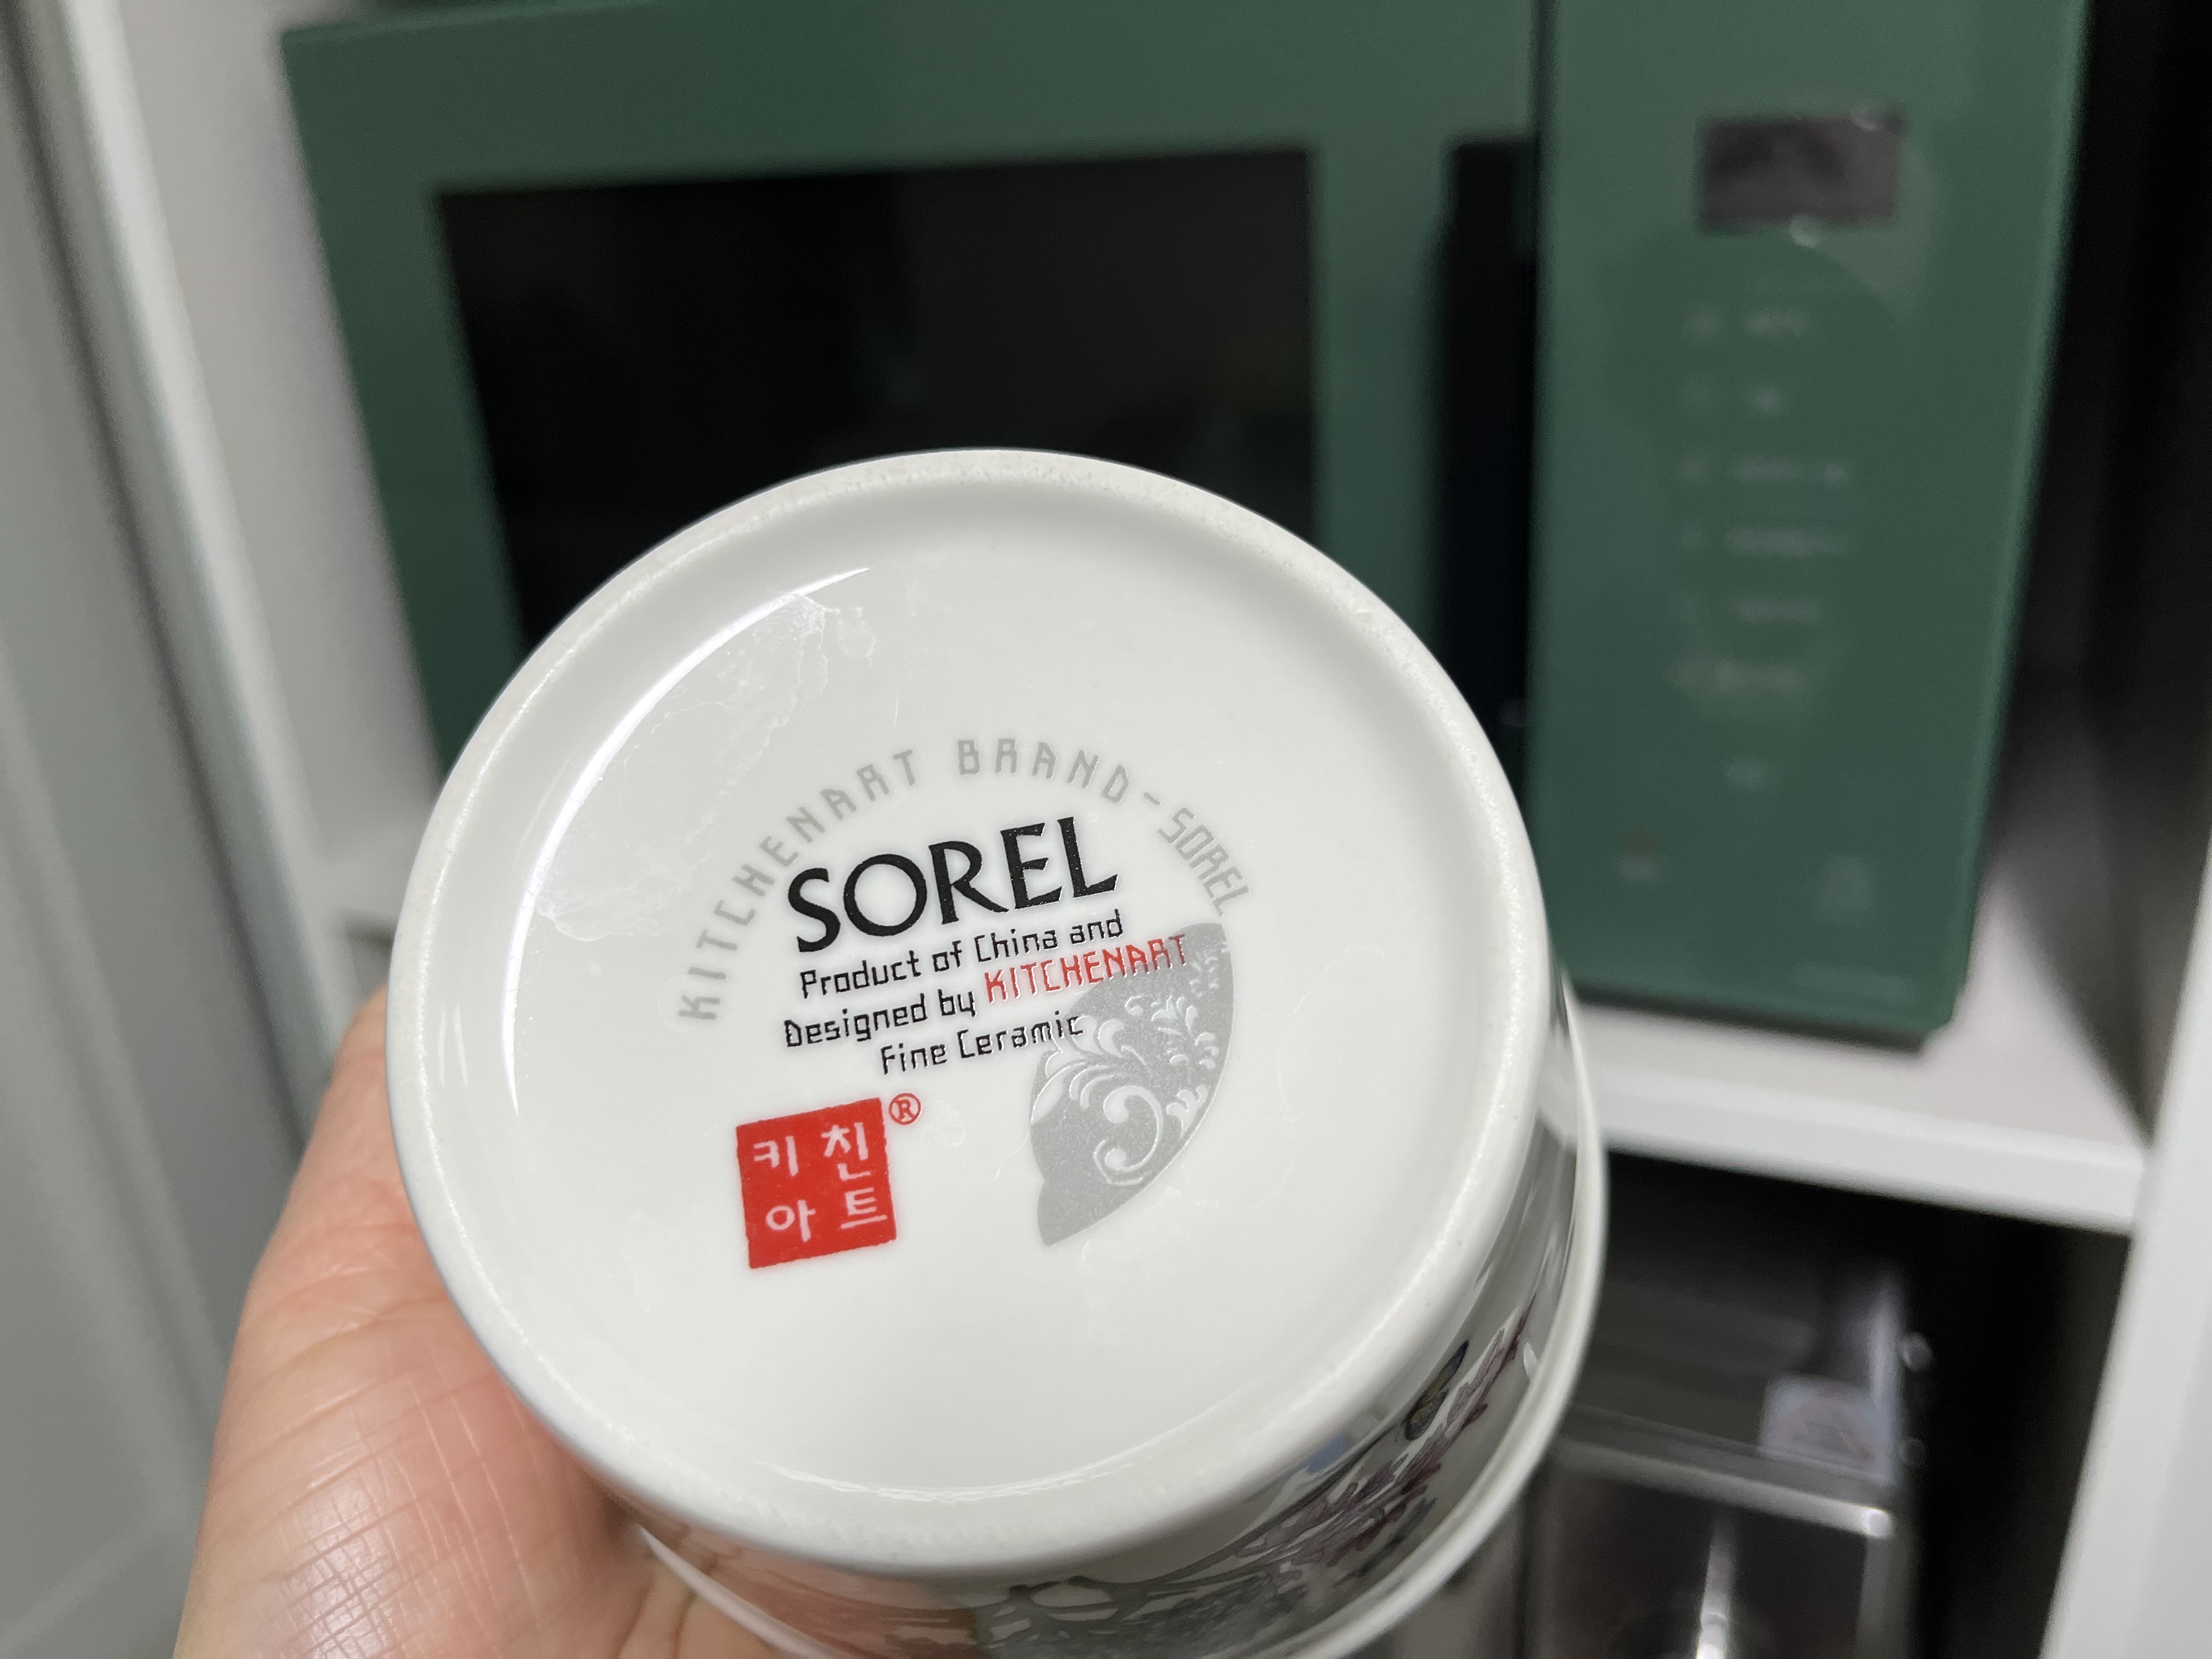 KITCHENART BRAND-SOREL
SOREL
Product of China and
Designed by KITCHENART
Fine Ceramic
®
키친
아트